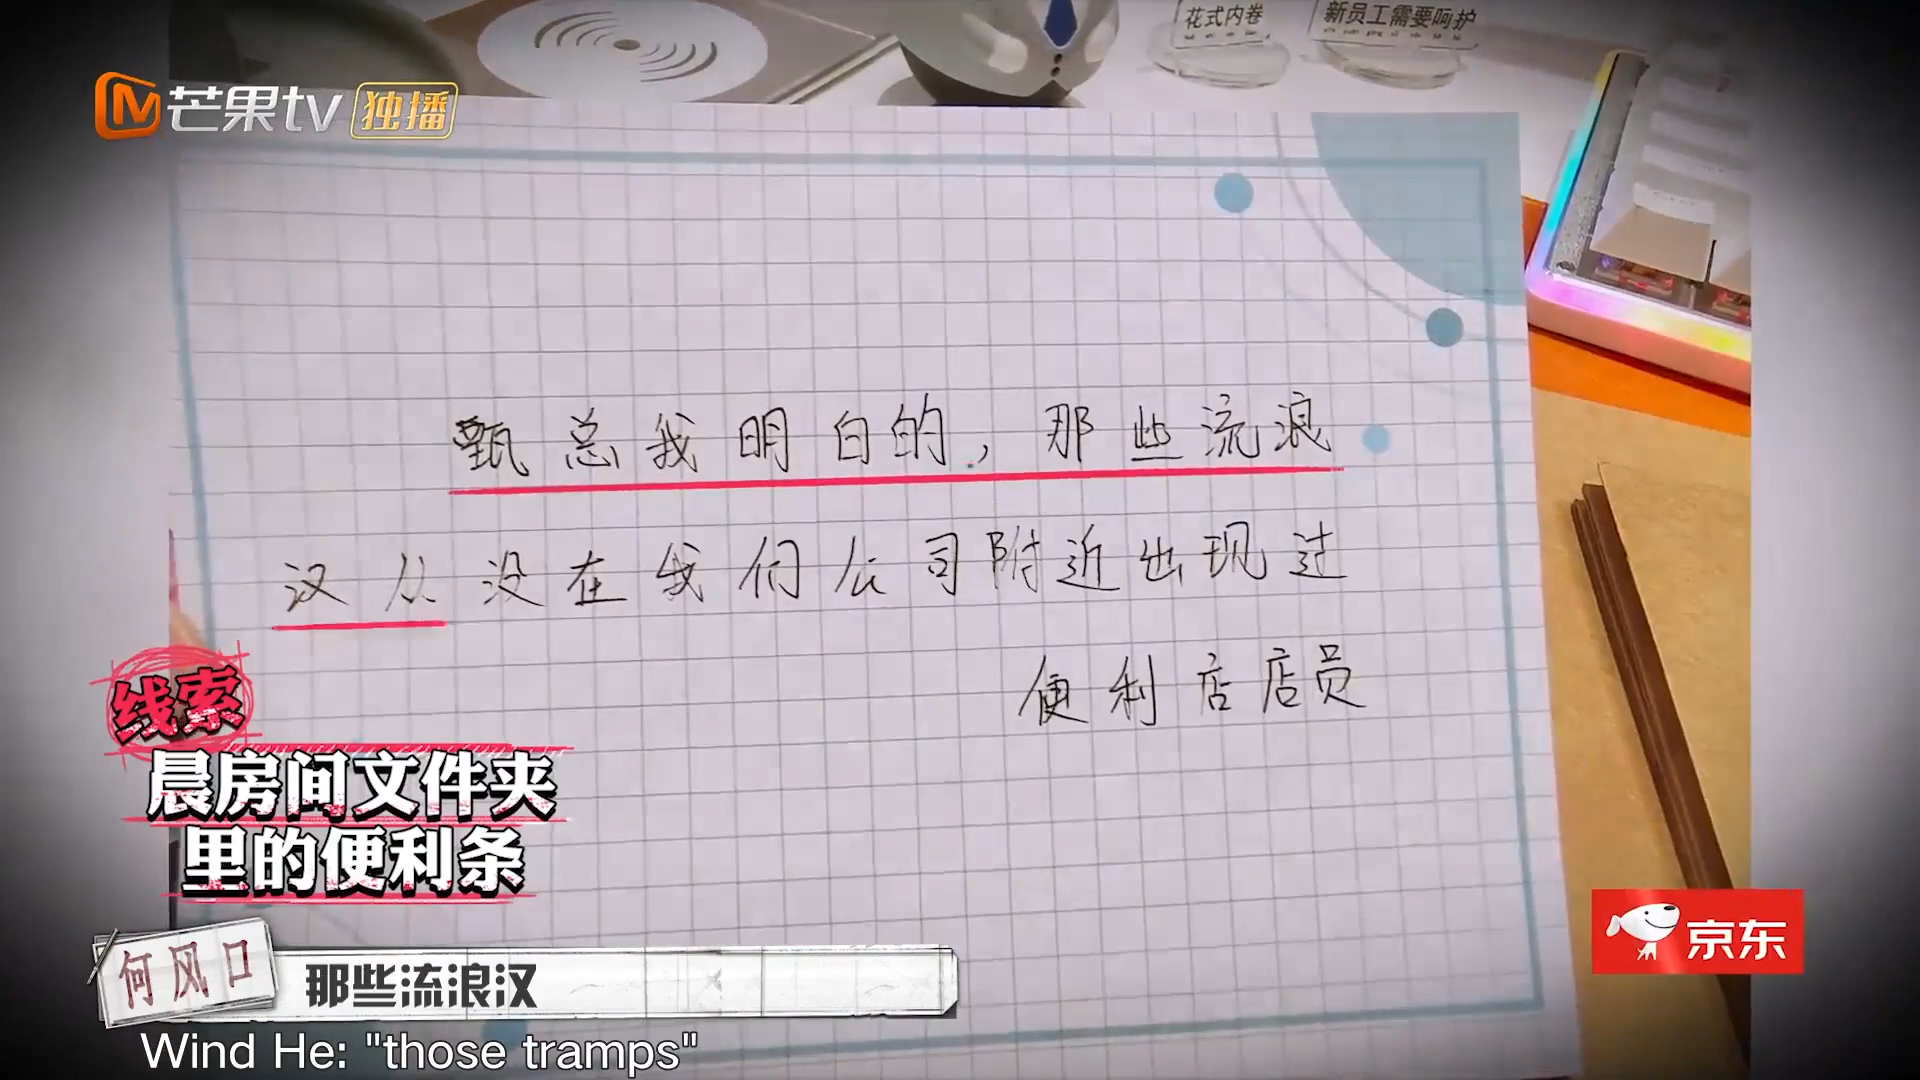 花式内卷
新员工需要呵护
芒果tv 独播
甄总我明白的，那些流浪
汉从没在我们公司附近出现过
便利店店员
线索
晨房间文件夹
里的便利条
何风口
那些流浪汉
京东
Wind He: "those tramps"